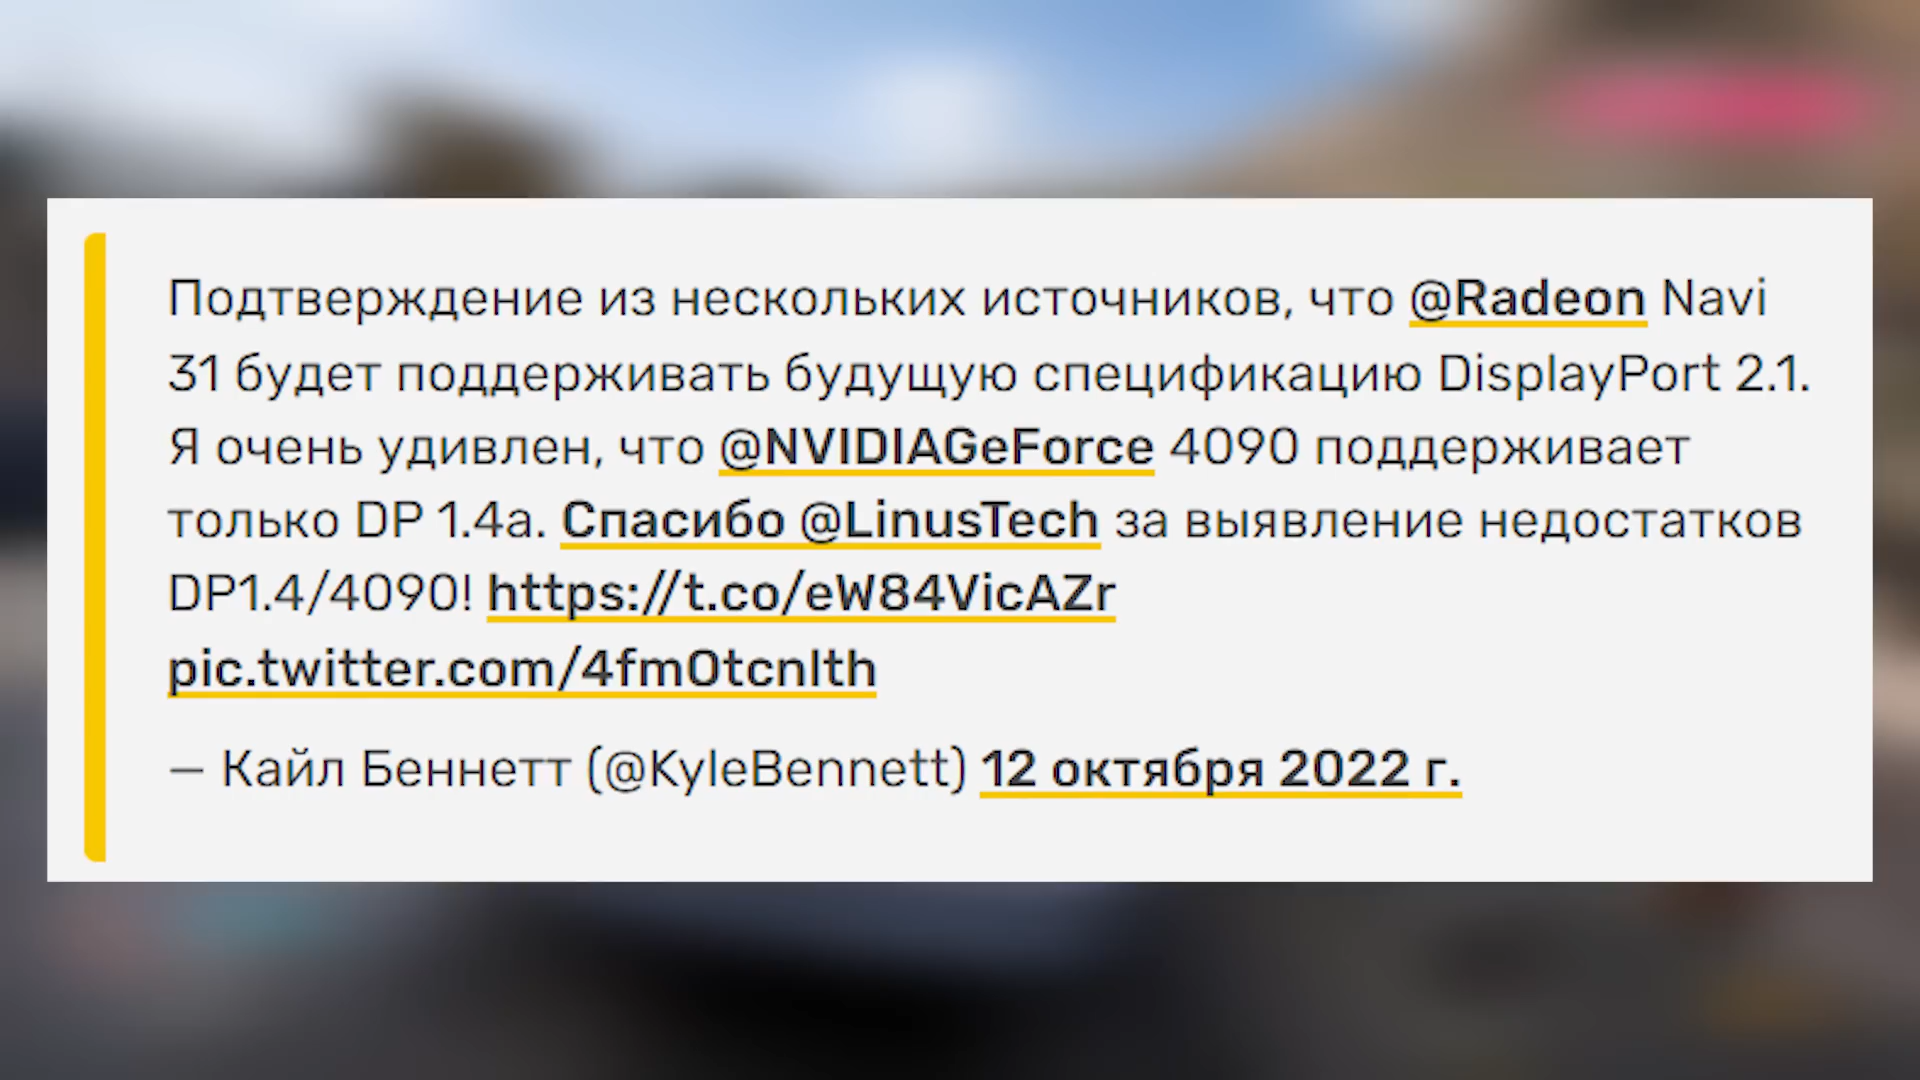 Подтверждение из нескольких источников, что @Radeon Navi
31 будет поддерживать будущую спецификацию DisplayPort 2.1.
Я очень удивлен, что @NVIDIAGeForce 4090 поддерживает
только DP 1.4a. Спасибо @LinusTech за выявление недостатков
DP1.4/4090! https://t.co/eW84VicAZr
pic.twitter.com/4fmOtcnIth
— Кайл Беннетт (@KyleBennett) 12 октября 2022 г.